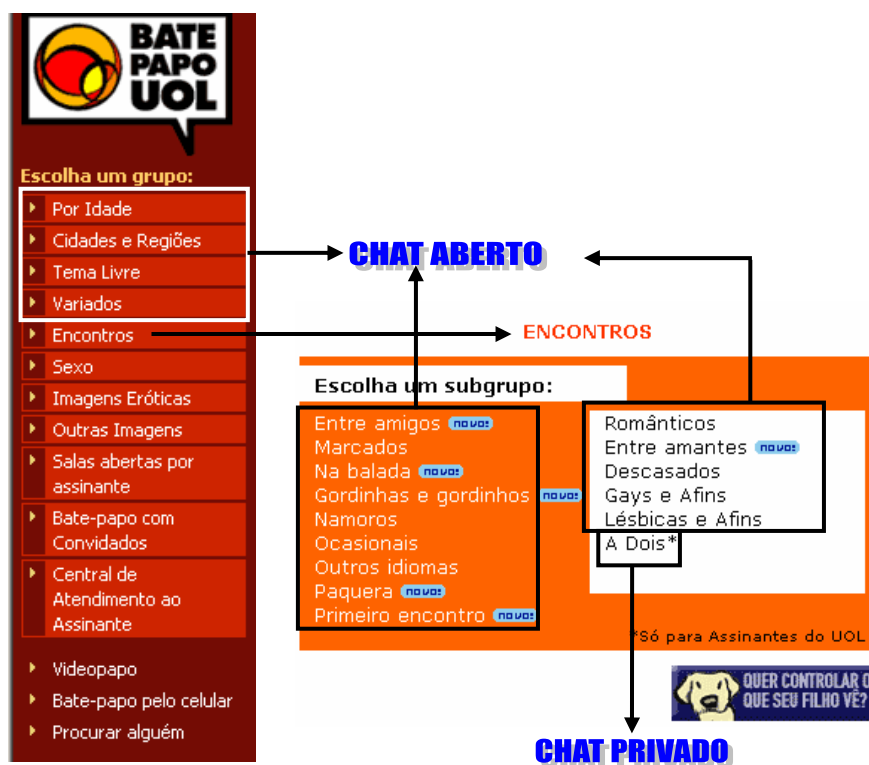 BATE
PAPO
UOL
Escolha um grupo:
Por Idade
Cidades e Regiões
Tema Livre
Variados
Encontros
Sexo
Imagens Eróticas
Outras Imagens
Salas abertas por
assinante
Bate-papo com
Convidados
Central de
Atendimento ao
Assinante
Videopapo
Bate-papo pelo celular
Procurar alguém
CHAT ABERTO
ENCONTROS
Escolha um subgrupo:
Entre amigos novo!
Marcados
Na balada novo!
Gordinhas e gordinhos novo!
Namoros
Ocasionais
Outros idiomas
Paquera novo!
Primeiro encontro novo!
Românticos
Entre amantes novo!
Descasados
Gays e Afins
Lésbicas e Afins
A Dois*
*Só para Assinantes do UOL
QUER CONTROLAR O
QUE SEU FILHO VÊ?
CHAT PRIVADO